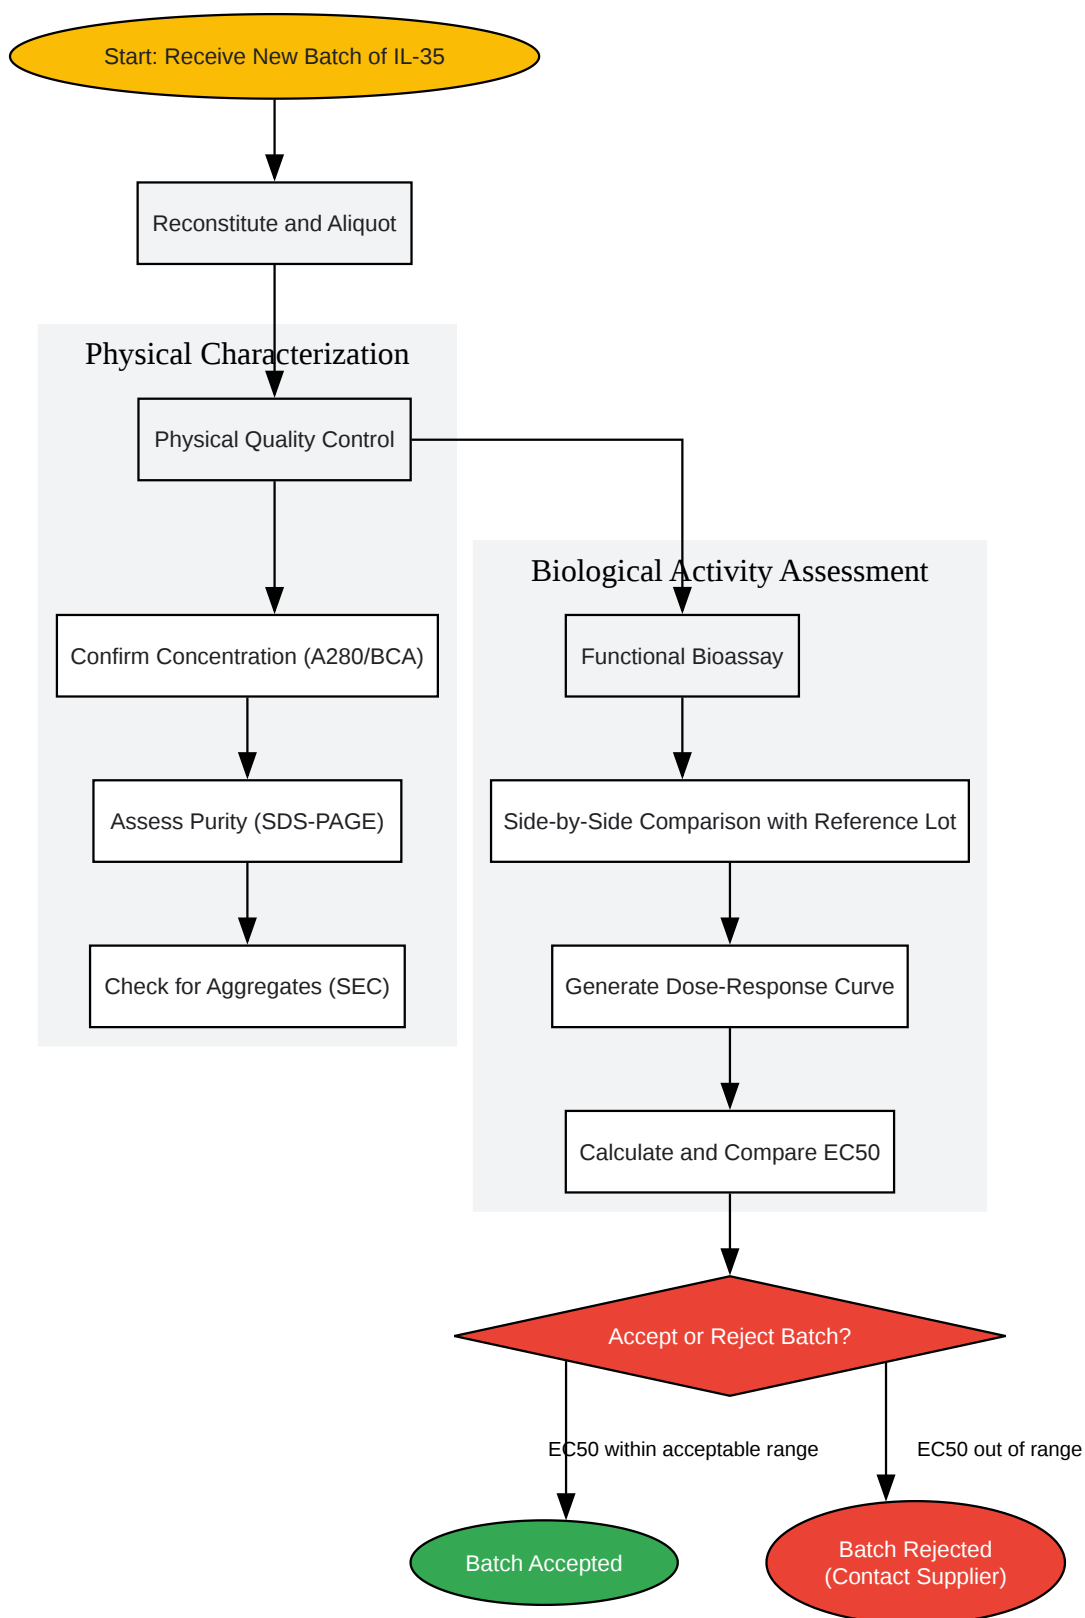 Start: Receive New Batch of IL-35
Reconstitute and Aliquot
Physical Characterization
Physical Quality Control
Confirm Concentration (A280/BCA)
Assess Purity (SDS-PAGE)
Check for Aggregates (SEC)
Biological Activity Assessment
Functional Bioassay
Side-by-Side Comparison with Reference Lot
Generate Dose-Response Curve
Calculate and Compare EC50
Accept or Reject Batch?
EC50 within acceptable range
EC50 out of range
Batch Accepted
Batch Rejected
(Contact Supplier)